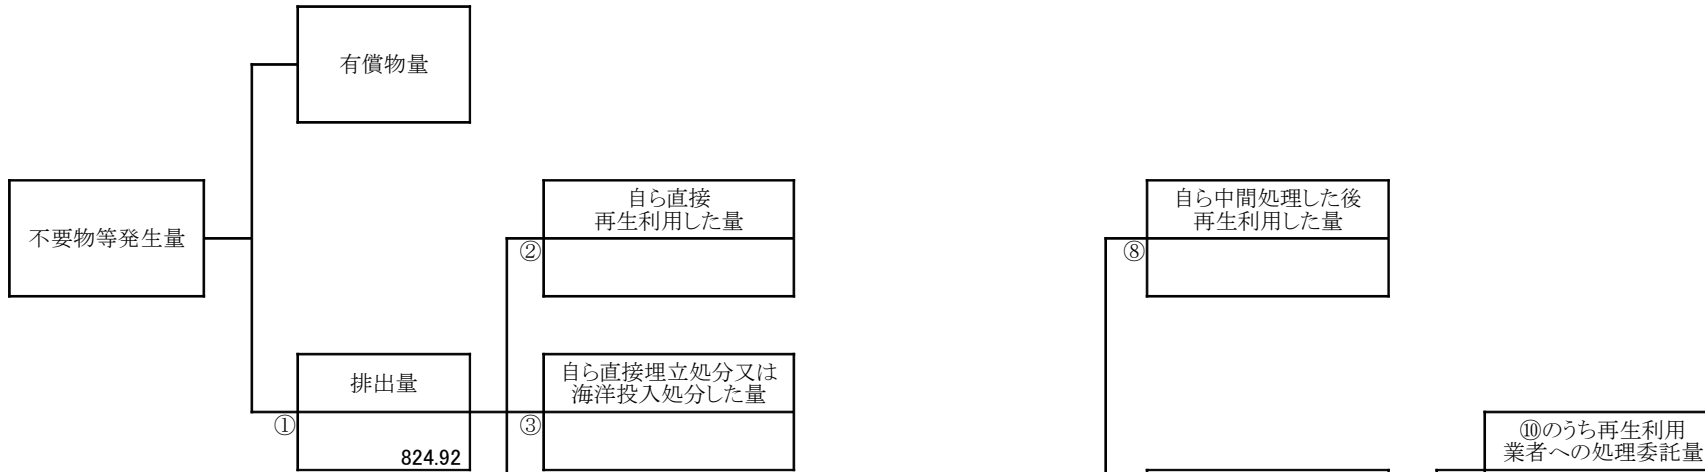 有償物量
不要物等発生量
自ら直接
再生利用した量
②
自ら中間処理した後
再生利用した量
⑧
排出量
①
824.92
自ら直接埋立処分又は
海洋投入処分した量
③
⑩のうち再生利用
業者への処理委託量